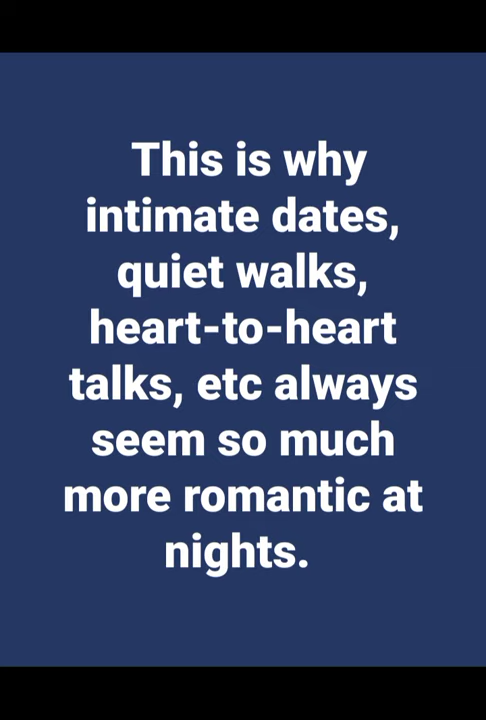 This is why
intimate dates,
quiet walks,
heart-to-heart
talks, etc always
seem so much
more romantic at
nights.